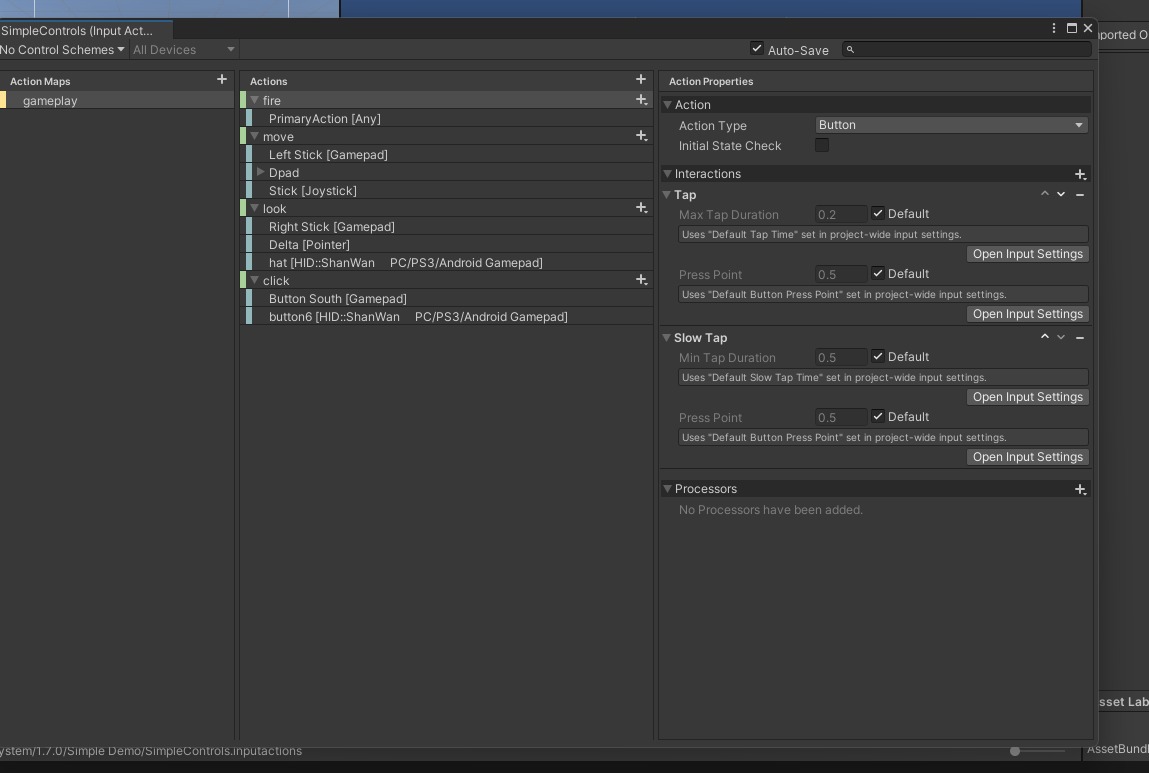 SimpleControls (Input Act...
No Control Schemes All Devices Auto-Save
ported O
Action Maps
gameplay
Actions
fire
PrimaryAction [Any]
move
Left Stick [Gamepad]
Dpad
Stick [Joystick]
look
Right Stick [Gamepad]
Delta [Pointer]
hat [HID::ShanWan PC/PS3/Android Gamepad]
click
Button South [Gamepad]
button6 [HID::ShanWan PC/PS3/Android Gamepad]
Action Properties
Action
Action Type Button
Initial State Check
Interactions
Tap
Max Tap Duration 0.2 Default
Uses "Default Tap Time" set in project-wide input settings.
Open Input Settings
Press Point 0.5 Default
Uses "Default Button Press Point" set in project-wide input settings.
Open Input Settings
Slow Tap
Min Tap Duration 0.5 Default
Uses "Default Slow Tap Time" set in project-wide input settings.
Open Input Settings
Press Point 0.5 Default
Uses "Default Button Press Point" set in project-wide input settings.
Open Input Settings
Processors
No Processors have been added.
sset Lab
ystem/1.7.0/Simple Demo/SimpleControls.inputactions
AssetBundl